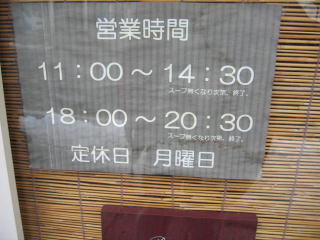 営業時間
11：00～14：30
スープ無くなり次第、終了。
18：00～20：30
スープ無くなり次第、終了。
定休日　月曜日